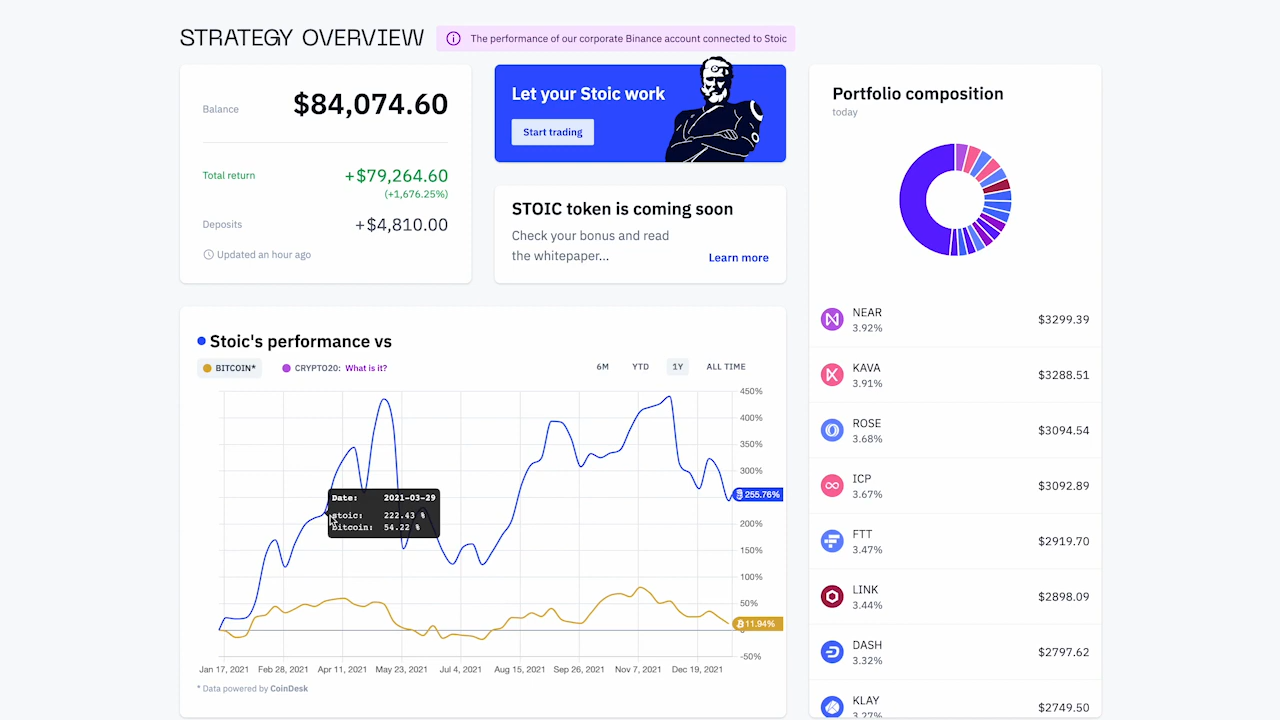 STRATEGY OVERVIEW
The performance of our corporate Binance account connected to Stoic
Balance
$84,074.60
Total return
+$79,264.60
(+1,676.25%)
Deposits
+$4,810.00
Updated an hour ago
Let your Stoic work
Start trading
STOIC token is coming soon
Check your bonus and read
the whitepaper...
Learn more
Stoic's performance vs
BITCOIN*
CRYPTO20: What is it?
6M YTD 1Y ALL TIME
450%
400%
350%
300%
255.76%
200%
150%
100%
50%
11.94%
-50%
Date: 2021-03-29
stoic: 222.43 %
bitcoin: 54.22 %
Jan 17, 2021 Feb 28, 2021 Apr 11, 2021 May 23, 2021 Jul 4, 2021 Aug 15, 2021 Sep 26, 2021 Nov 7, 2021 Dec 19, 2021
* Data powered by CoinDesk
Portfolio composition
today
NEAR
3.92%
$3299.39
KAVA
3.91%
$3288.51
ROSE
3.68%
$3094.54
ICP
3.67%
$3092.89
FTT
3.47%
$2919.70
LINK
3.44%
$2898.09
DASH
3.32%
$2797.62
KLAY
3.27%
$2749.50